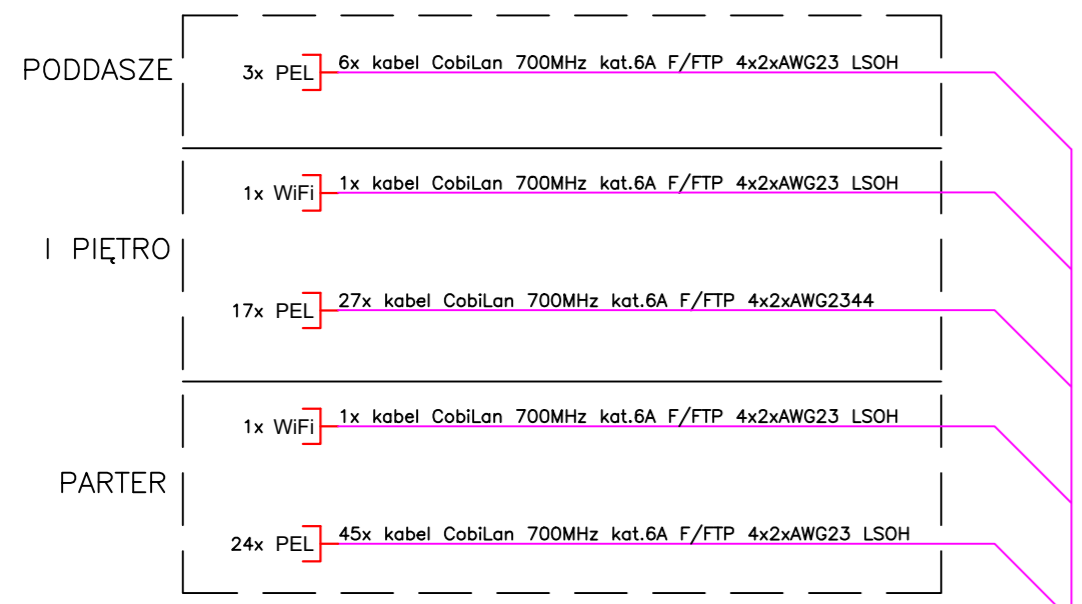 PODDASZE
3x PEL 6x kabel CobiLan 700MHz kat.6A F/FTP 4x2xAWG23 LSOH
1x WiFi 1x kabel CobiLan 700MHz kat.6A F/FTP 4x2xAWG23 LSOH
I PIĘTRO
17x PEL 27x kabel CobiLan 700MHz kat.6A F/FTP 4x2xAWG2344
1x WiFi 1x kabel CobiLan 700MHz kat.6A F/FTP 4x2xAWG23 LSOH
PARTER
24x PEL 45x kabel CobiLan 700MHz kat.6A F/FTP 4x2xAWG23 LSOH